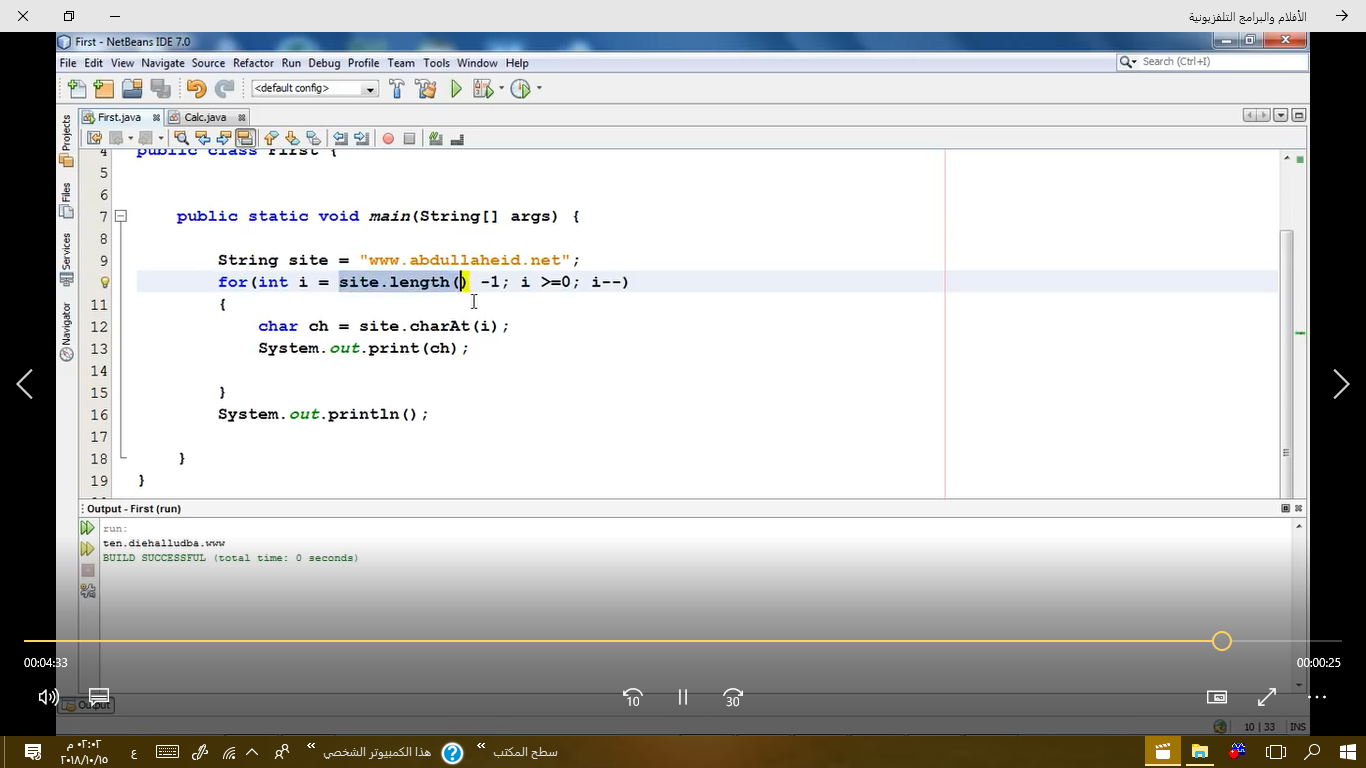 الأفلام والبرامج التلفزيونية
First - NetBeans IDE 7.0
File Edit View Navigate Source Refactor Run Debug Profile Team Tools Window Help
Search (Ctrl+I)
<default config>
First.java Calc.java
Projects
Files
Services
Navigator
4 public class First {
5
6
7 public static void main(String[] args) {
8
9 String site = "www.abdullaheid.net";
for(int i = site.length() -1; i >=0; i--)
11 {
12 char ch = site.charAt(i);
13 System.out.print(ch);
14
15 }
16 System.out.println();
17
18 }
19 }
Output - First (run)
run:
ten.diehalludba.www
BUILD SUCCESSFUL (total time: 0 seconds)
00:04:33
00:00:25
10
30
Output
10 | 33 INS
٠٢:٠٢ م
٢٠١٨/١٠/١٥
ع
هذا الكمبيوتر الشخصي
سطح المكتب